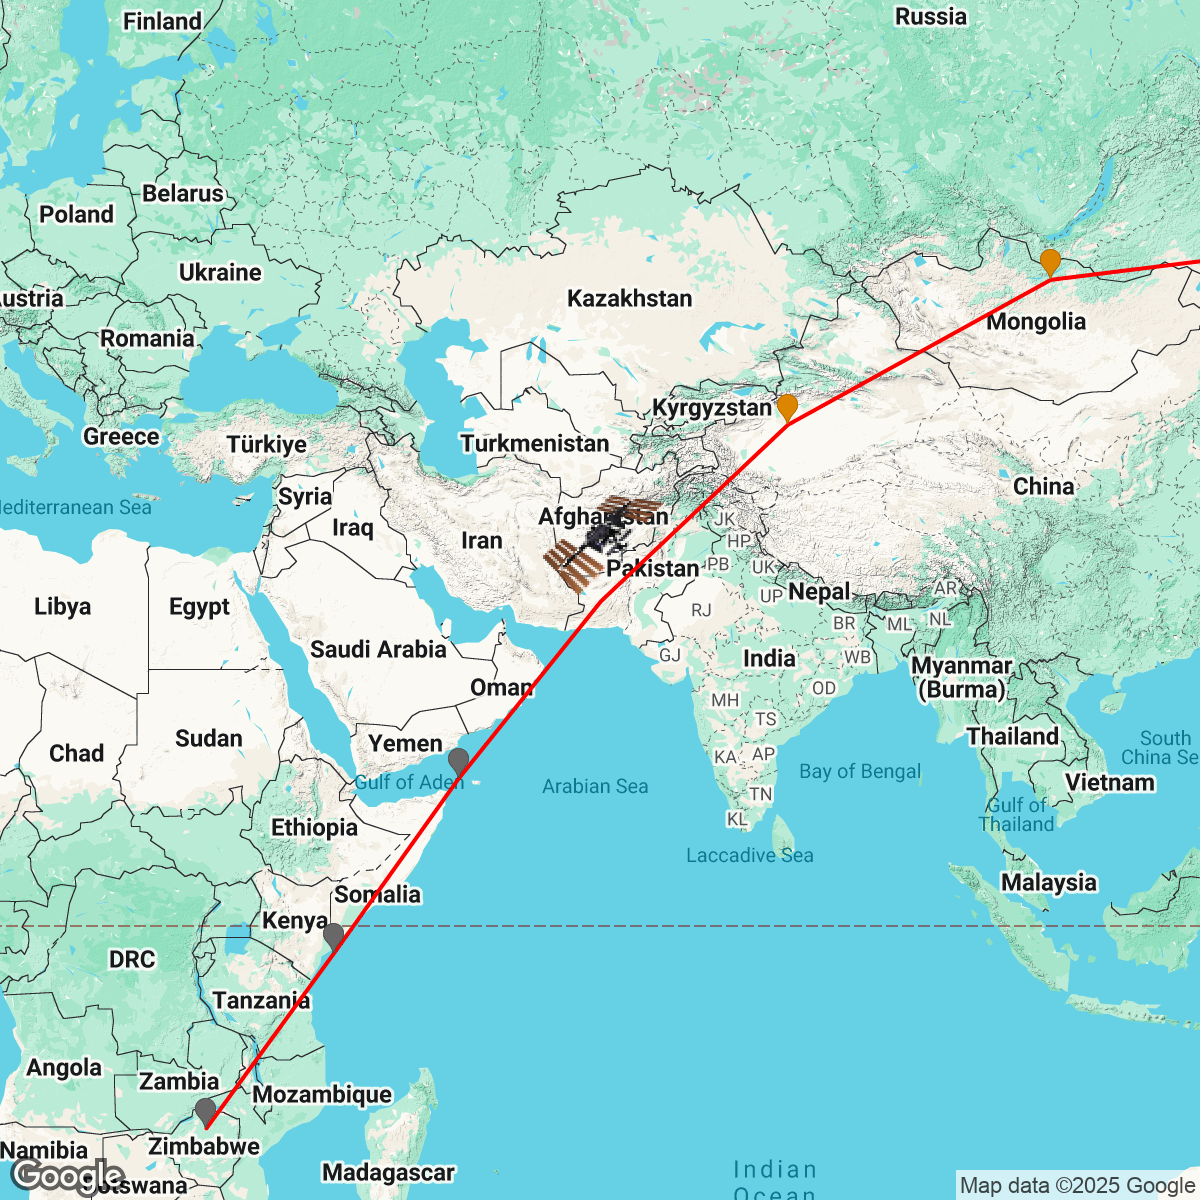 Finland
Russia
Belarus
Poland
Ukraine
Austria
Kazakhstan
Romania
Mongolia
Kyrgyzstan
Greece
Türkiye
Turkmenistan
China
Syria
Mediterranean Sea
Iraq
Afghanistan
JK
Iran
HP
Pakistan
PB
UK
Nepal
AR
Libya
Egypt
UP
RJ
BR
ML
NL
Saudi Arabia
GJ
India
WB
Myanmar
(Burma)
Oman
OD
MH
TS
Chad
Sudan
Yemen
KA
AP
Thailand
South
China Se
Gulf of Aden
Arabian Sea
Bay of Bengal
Vietnam
TN
KL
Gulf of
Thailand
Ethiopia
Laccadive Sea
Malaysia
Somalia
Kenya
DRC
Tanzania
Angola
Zambia
Mozambique
Zimbabwe
Namibia
Madagascar
Indian
Ocean
Google
Botswana
Map data ©2025 Google